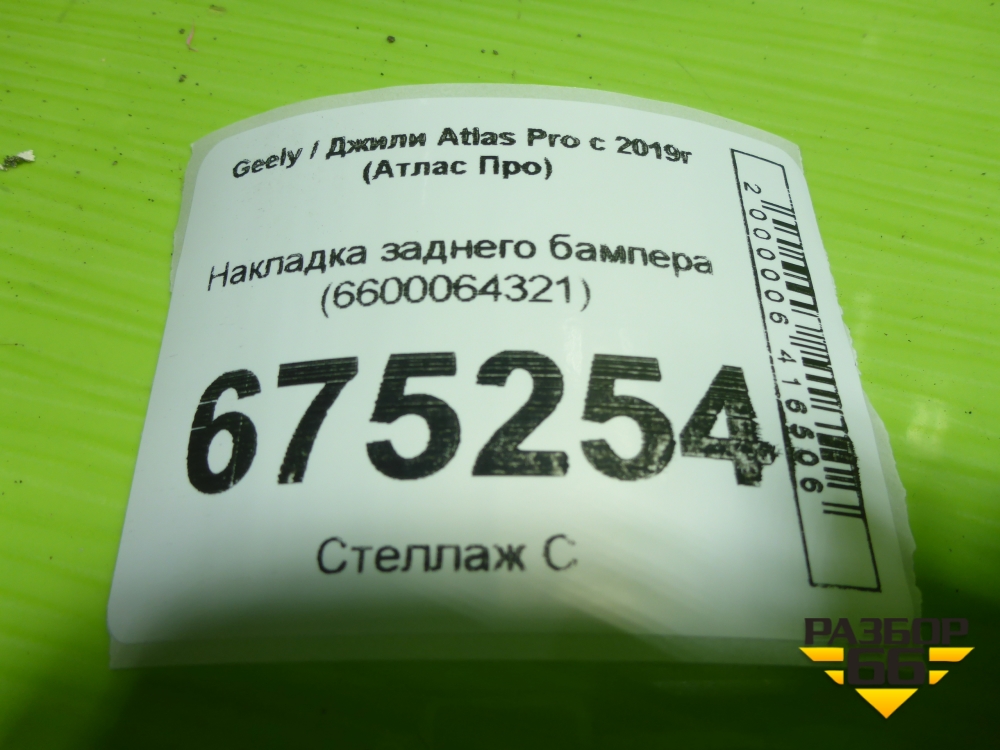 Geely / Джили Atlas Pro с 2019г
(Атлас Про)
Накладка заднего бампера
(6600064321)
675254
Стеллаж С
2000006416506
РАЗБОР
66